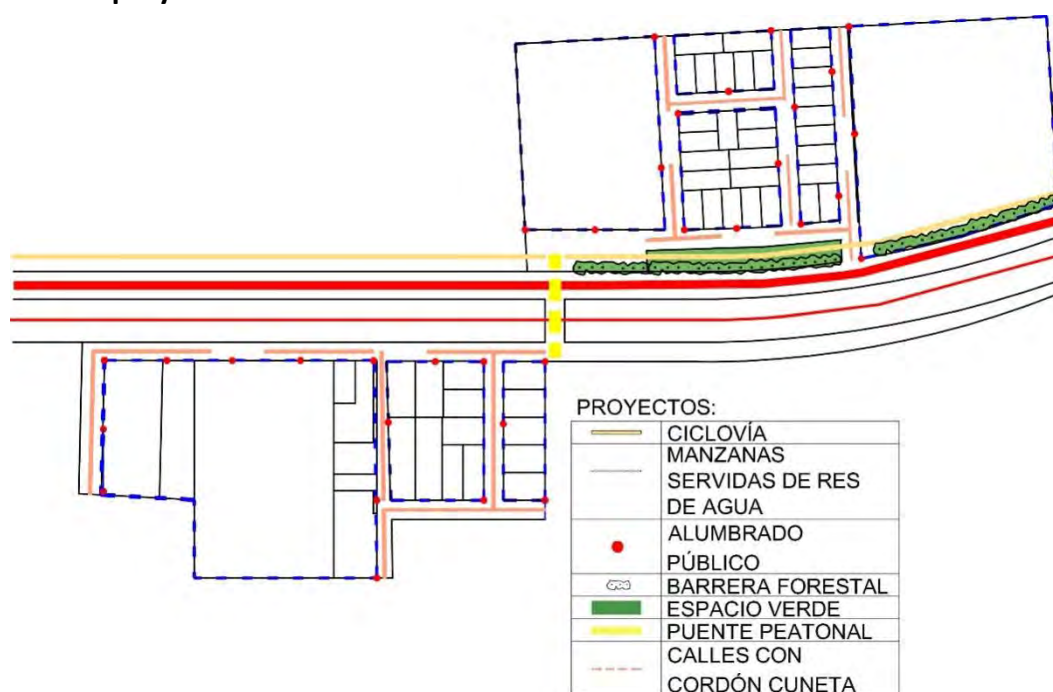 PROYECTOS:
CICLOVÍA
MANZANAS
SERVIDAS DE RES
DE AGUA
ALUMBRADO
PÚBLICO
BARRERA FORESTAL
ESPACIO VERDE
PUENTE PEATONAL
CALLES CON
CORDÓN CUNETA